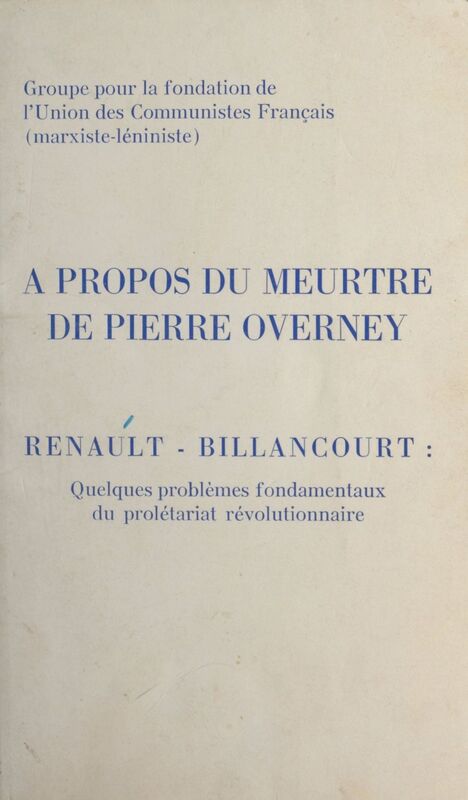 Groupe pour la fondation de
l'Union des Communistes Français
(marxiste-léniniste)
A PROPOS DU MEURTRE
DE PIERRE OVERNEY
RENAULT - BILLANCOURT :
Quelques problèmes fondamentaux
du prolétariat révolutionnaire